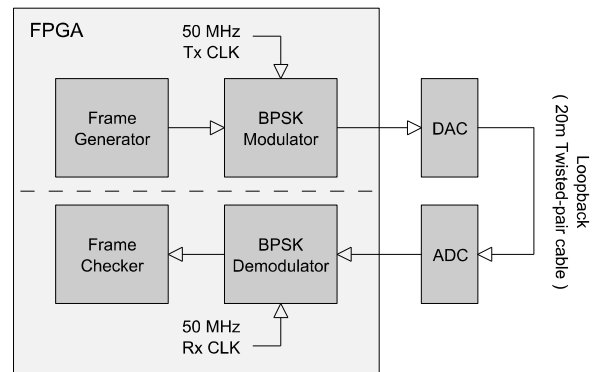 FPGA
50 MHz
Tx CLK
Frame
Generator
BPSK
Modulator
DAC
Loopback
( 20m Twisted-pair
cable )
Frame
Checker
BPSK
Demodulator
ADC
50 MHz
Rx CLK